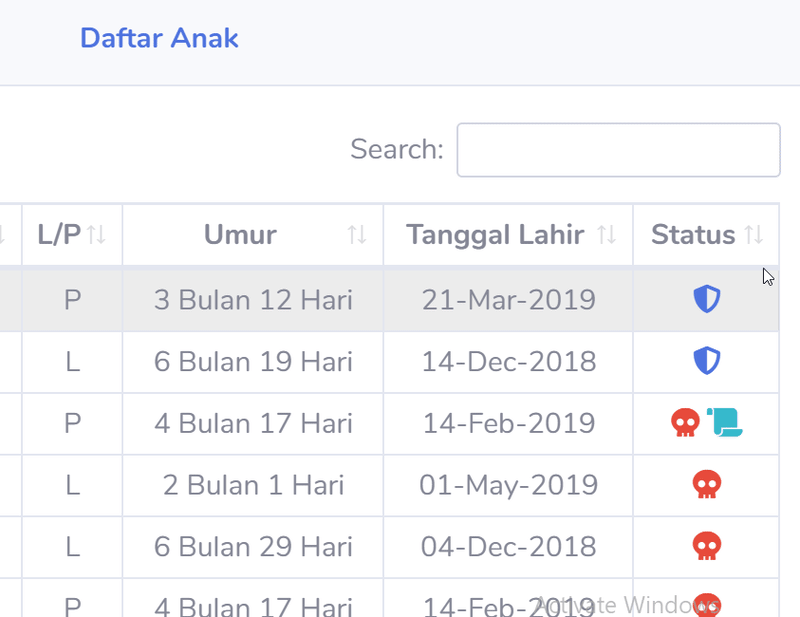 Daftar Anak
Search:
L/P Umur Tanggal Lahir Status
P 3 Bulan 12 Hari 21-Mar-2019
L 6 Bulan 19 Hari 14-Dec-2018
P 4 Bulan 17 Hari 14-Feb-2019
L 2 Bulan 1 Hari 01-May-2019
L 6 Bulan 29 Hari 04-Dec-2018
P 4 Bulan 17 Hari 14-Feb-2019
Activate Windows